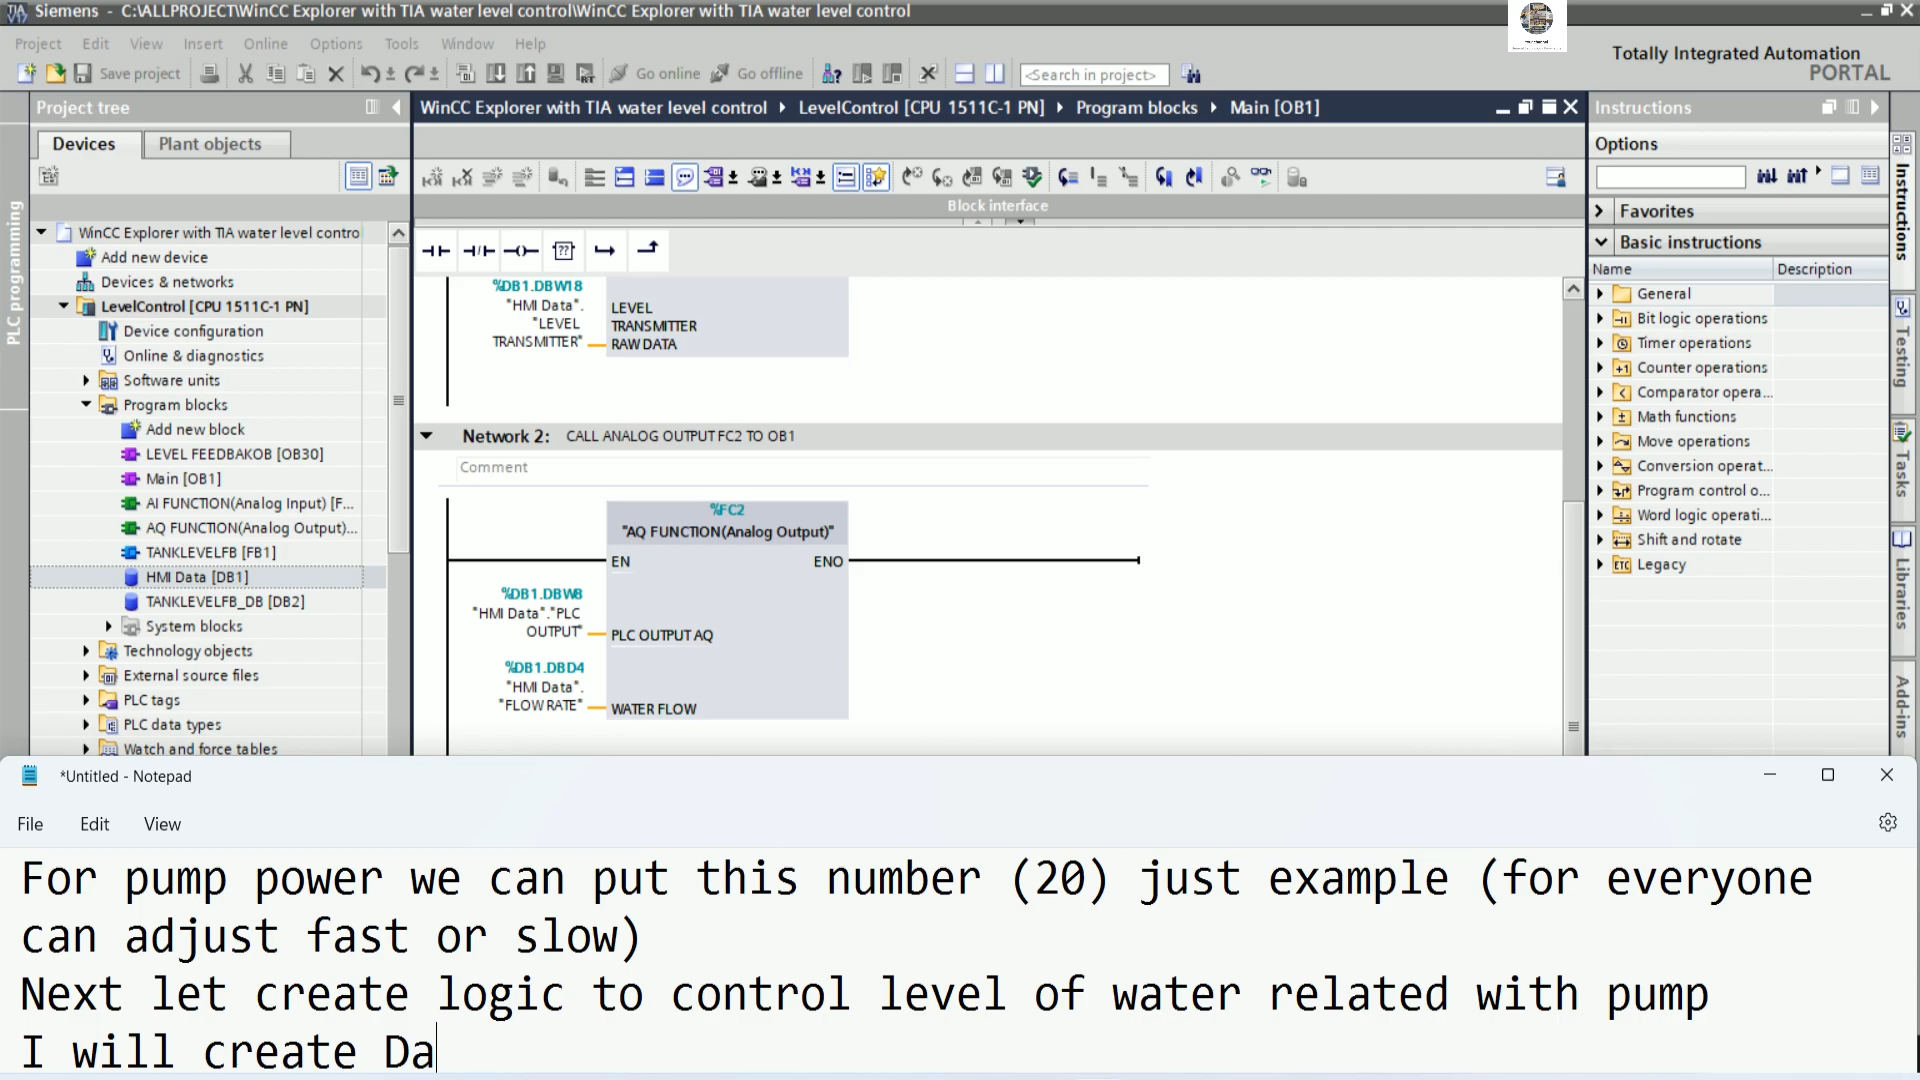 Siemens - C:\ALLPROJECT\WinCC Explorer with TIA water level control\WinCC Explorer with TIA water level control
Project Edit View Insert Online Options Tools Window Help
Totally Integrated Automation
PORTAL
Save project
Go online
Go offline
<Search in project>
Project tree
WinCC Explorer with TIA water level control
LevelControl [CPU 1511C-1 PN]
Program blocks
Main [OB1]
Instructions
Devices
Plant objects
Options
PLC programming
Block interface
WinCC Explorer with TIA water level contro
Add new device
Devices & networks
LevelControl [CPU 1511C-1 PN]
Device configuration
Online & diagnostics
Software units
Program blocks
Add new block
LEVEL FEEDBAKOB [OB30]
Main [OB1]
AI FUNCTION(Analog Input) [F...
AQ FUNCTION(Analog Output)...
TANKLEVELFB [FB1]
HMI Data [DB1]
TANKLEVELFB_DB [DB2]
System blocks
Technology objects
External source files
PLC tags
PLC data types
Watch and force tables
??
%DB1.DBW18
"HMI Data".
"LEVEL
TRANSMITTER"
LEVEL
TRANSMITTER
RAW DATA
Network 2: CALL ANALOG OUTPUT FC2 TO OB1
Comment
%FC2
"AQ FUNCTION(Analog Output)"
EN
ENO
%DB1.DBW8
"HMI Data"."PLC
OUTPUT"
PLC OUTPUT AQ
%DB1.DBD4
"HMI Data".
"FLOW RATE"
WATER FLOW
Favorites
Basic instructions
Name
Description
General
Bit logic operations
Timer operations
Counter operations
Comparator opera...
Math functions
Move operations
Conversion operat...
Program control o...
Word logic operati...
Shift and rotate
Legacy
Instructions
Testing
Tasks
Libraries
Add-ins
*Untitled - Notepad
File Edit View
For pump power we can put this number (20) just example (for everyone
can adjust fast or slow)
Next let create logic to control level of water related with pump
I will create Da